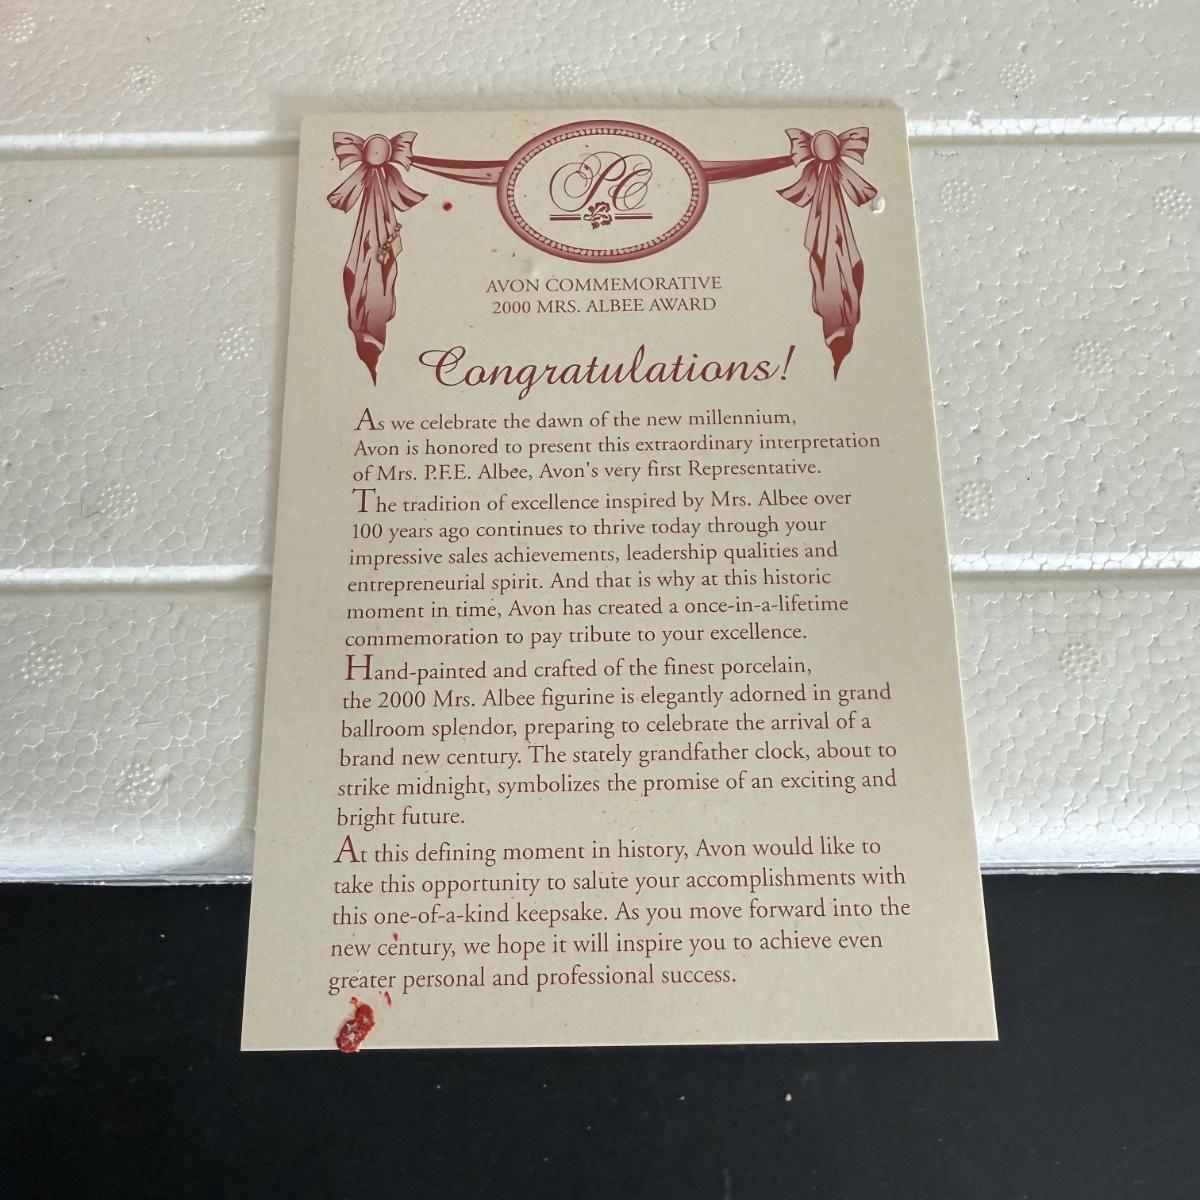 PC
AVON COMMEMORATIVE
2000 MRS. ALBEE AWARD
Congratulations!
As we celebrate the dawn of the new millennium,
Avon is honored to present this extraordinary interpretation
of Mrs. P.F.E. Albee, Avon's very first Representative.
The tradition of excellence inspired by Mrs. Albee over
100 years ago continues to thrive today through your
impressive sales achievements, leadership qualities and
entrepreneurial spirit. And that is why at this historic
moment in time, Avon has created a once-in-a-lifetime
commemoration to pay tribute to your excellence.
Hand-painted and crafted of the finest porcelain,
the 2000 Mrs. Albee figurine is elegantly adorned in grand
ballroom splendor, preparing to celebrate the arrival of a
brand new century. The stately grandfather clock, about to
strike midnight, symbolizes the promise of an exciting and
bright future.
At this defining moment in history, Avon would like to
take this opportunity to salute your accomplishments with
this one-of-a-kind keepsake. As you move forward into the
new century, we hope it will inspire you to achieve even
greater personal and professional success.